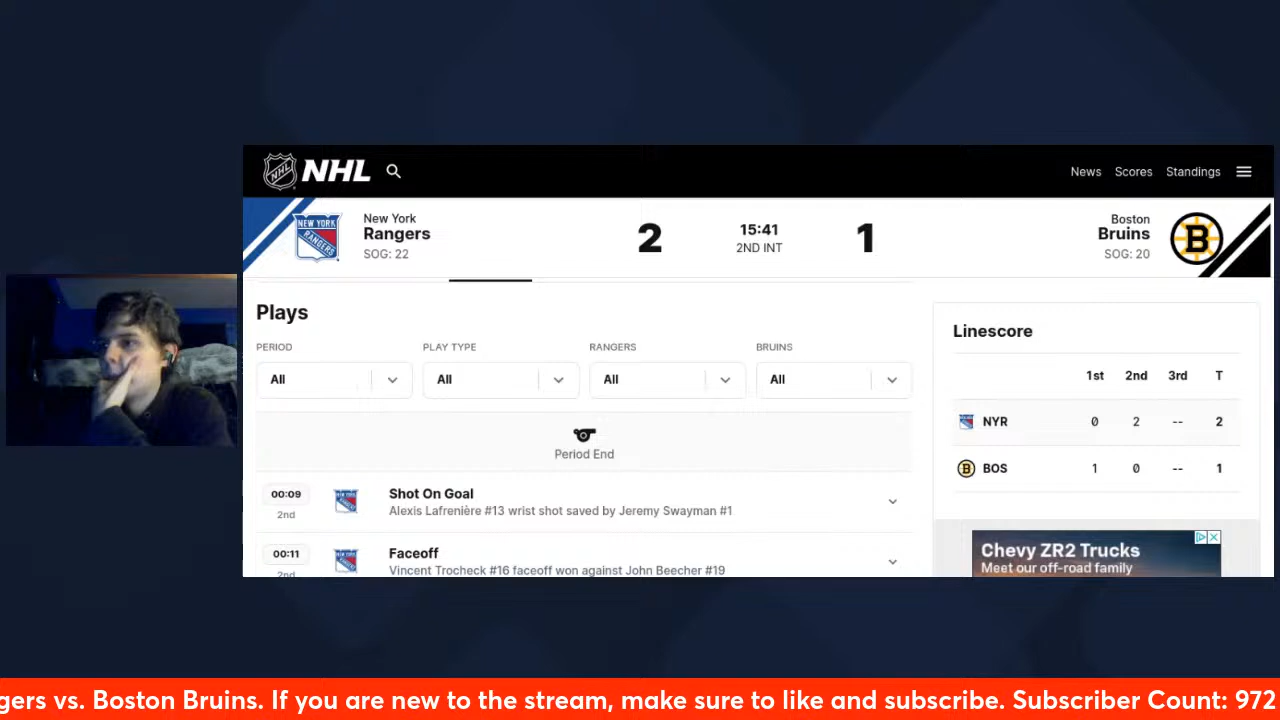 NHL
News Scores Standings
New York
Rangers
SOG: 22
2
15:41
2ND INT
1
Boston
Bruins
SOG: 20
NEW YORK
RANGERS
B
Plays
PERIOD PLAY TYPE RANGERS BRUINS
All All All All
Period End
00:09
2nd
Shot On Goal
Alexis Lafrenière #13 wrist shot saved by Jeremy Swayman #1
00:11
2nd
Faceoff
Vincent Trocheck #16 faceoff won against John Beecher #19
Linescore
1st 2nd 3rd T
NYR 0 2 -- 2
BOS 1 0 -- 1
Chevy ZR2 Trucks
Meet our off-road family
gers vs. Boston Bruins. If you are new to the stream, make sure to like and subscribe. Subscriber Count: 972